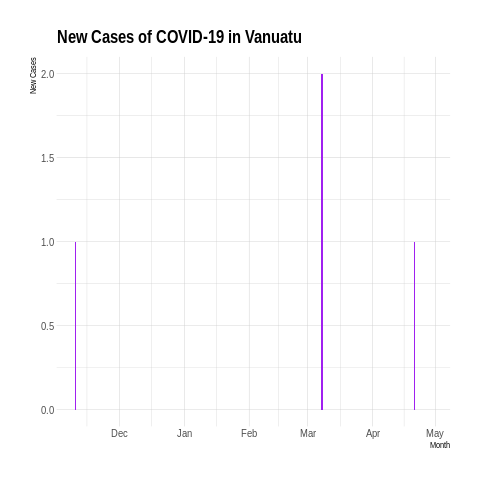 New Cases of COVID-19 in Vanuatu
New Cases
2.0
1.5
1.0
0.5
0.0
Dec Jan Feb Mar Apr May
Month